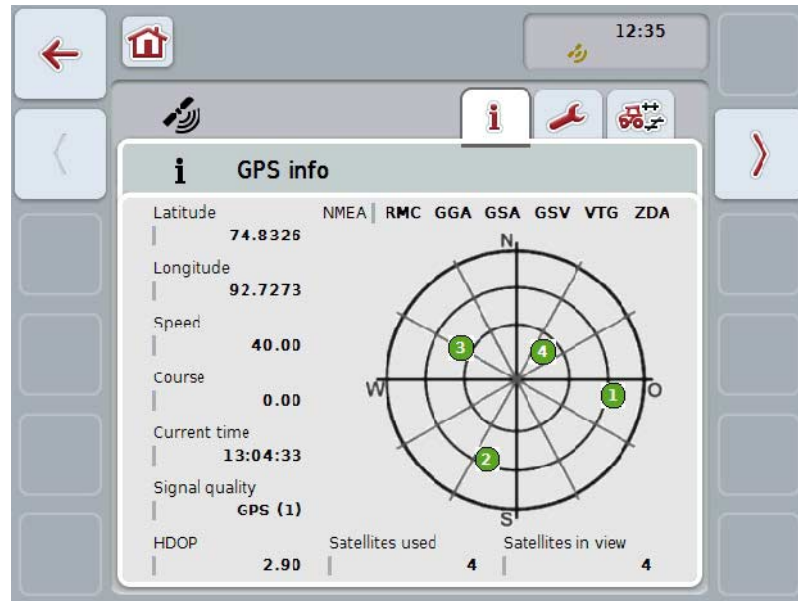 12:35
i
i GPS info
Latitude
74.8326
NMEA RMC GGA GSA GSV VTG ZDA
Longitude
92.7273
Speed
40.00
Course
0.00
Current time
13:04:33
Signal quality
GPS (1)
HDOP
2.90
N
3
4
W
1
O
2
S
Satellites used
4
Satellites in view
4